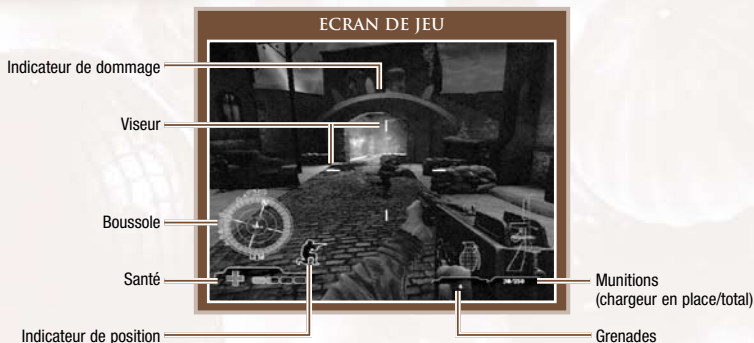 ECRAN DE JEU
Indicateur de dommage
Viseur
Boussole
Santé
Indicateur de position
Munitions
(chargeur en place/total)
Grenades